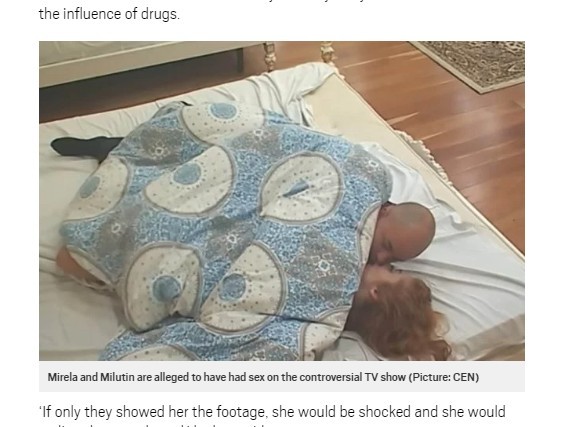 the influence of drugs.
Mirela and Milutin are alleged to have had sex on the controversial TV show (Picture: CEN)
'If only they showed her the footage, she would be shocked and she would